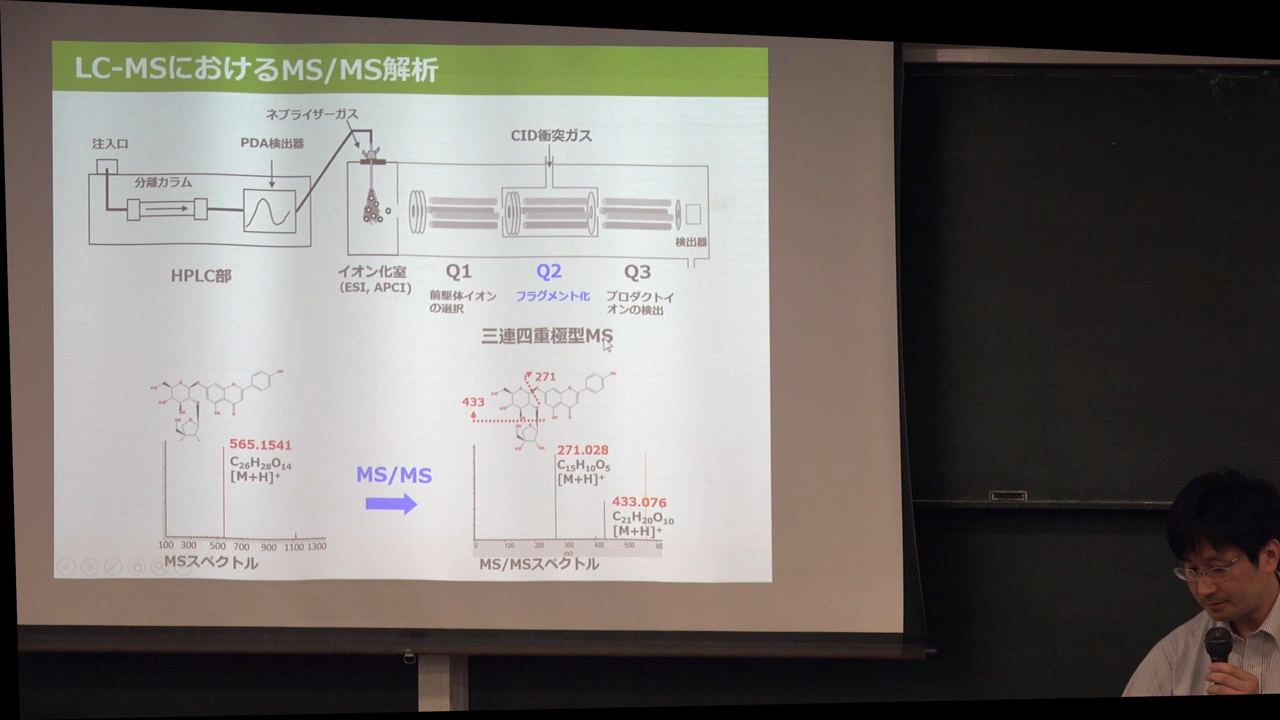 LC-MSにおけるMS/MS解析
ネブライザーガス
注入口
PDA検出器
CID衝突ガス
分離カラム
検出器
HPLC部
イオン化室
(ESI, APCI)
Q1
前駆体イオン
の選択
Q2
フラグメント化
Q3
プロダクトイ
オンの検出
三連四重極型MS
565.1541
C₂₆H₂₈O₁₄
[M+H]⁺
100 300 500 700 900 1100 1300
MSスペクトル
MS/MS
271
433
271.028
C₁₅H₁₀O₅
[M+H]⁺
433.076
C₂₁H₂₀O₁₀
[M+H]⁺
0 100 200 300 400 500
m/z
MS/MSスペクトル